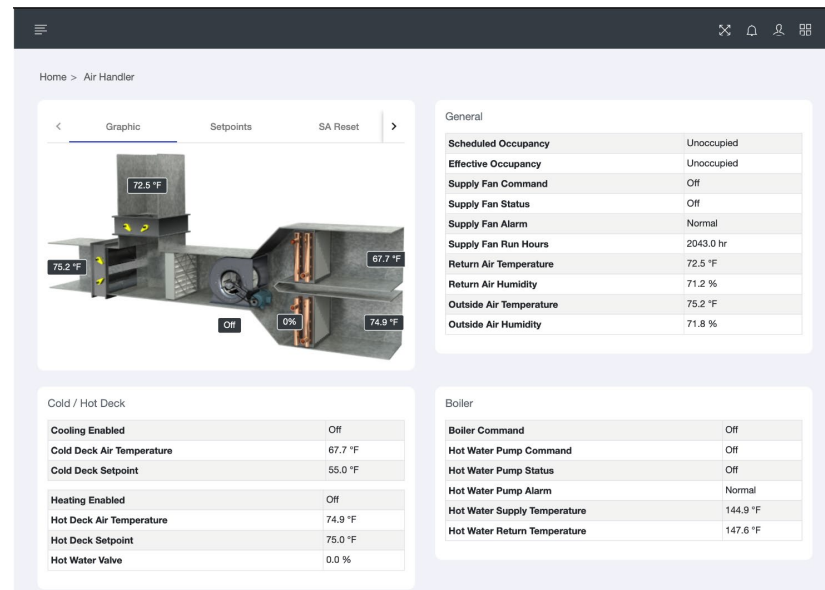 Home > Air Handler
Graphic Setpoints SA Reset
72.5 °F
75.2 °F
67.7 °F
Off
0%
74.9 °F
General
Scheduled Occupancy Unoccupied
Effective Occupancy Unoccupied
Supply Fan Command Off
Supply Fan Status Off
Supply Fan Alarm Normal
Supply Fan Run Hours 2043.0 hr
Return Air Temperature 72.5 °F
Return Air Humidity 71.2 %
Outside Air Temperature 75.2 °F
Outside Air Humidity 71.8 %
Cold / Hot Deck
Cooling Enabled Off
Cold Deck Air Temperature 67.7 °F
Cold Deck Setpoint 55.0 °F
Heating Enabled Off
Hot Deck Air Temperature 74.9 °F
Hot Deck Setpoint 75.0 °F
Hot Water Valve 0.0 %
Boiler
Boiler Command Off
Hot Water Pump Command Off
Hot Water Pump Status Off
Hot Water Pump Alarm Normal
Hot Water Supply Temperature 144.9 °F
Hot Water Return Temperature 147.6 °F